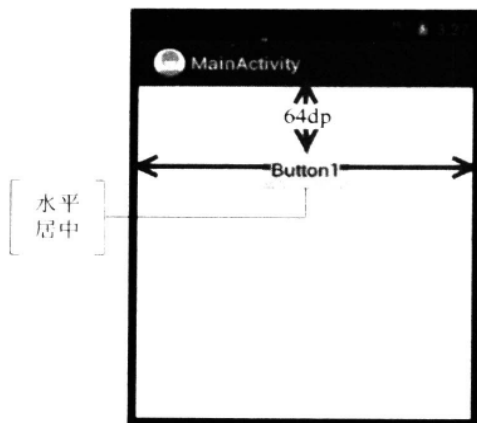 MainActivity
64dp
Button1
水平
居中